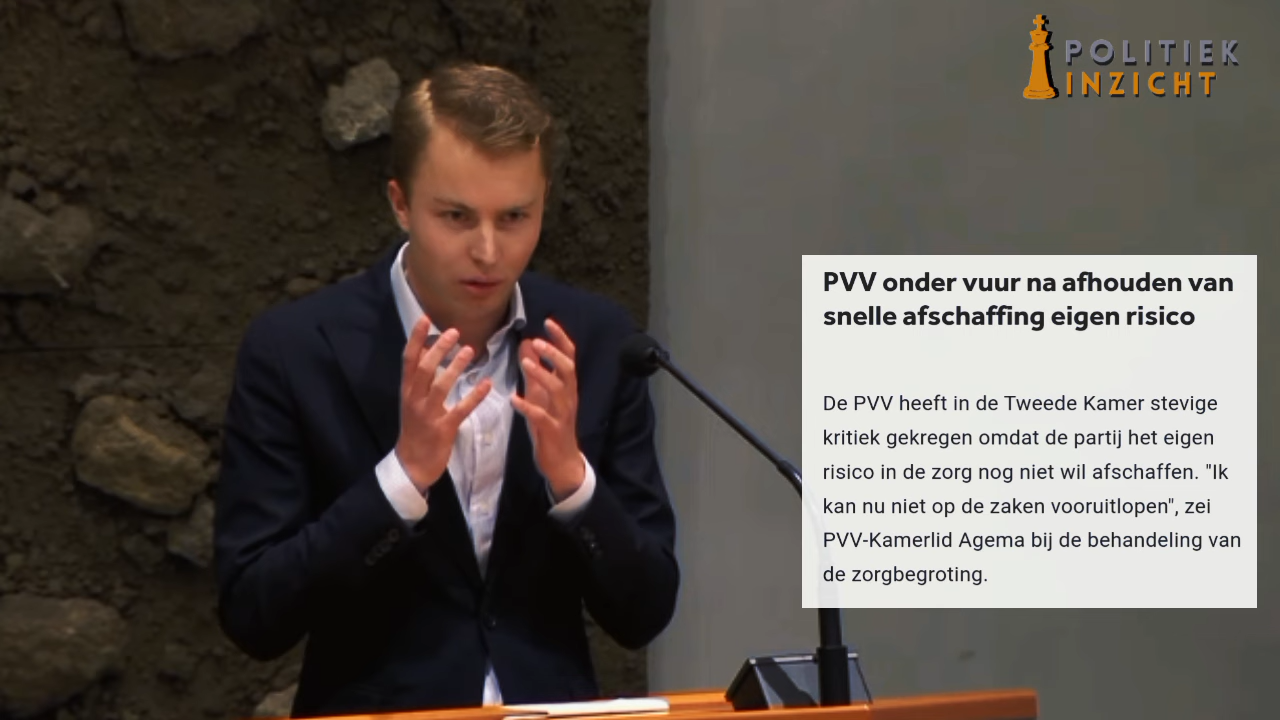 POLITIEK
INZICHT
PVV onder vuur na afhouden van
snelle afschaffing eigen risico
De PVV heeft in de Tweede Kamer stevige
kritiek gekregen omdat de partij het eigen
risico in de zorg nog niet wil afschaffen. "Ik
kan nu niet op de zaken vooruitlopen", zei
PVV-Kamerlid Agema bij de behandeling van
de zorgbegroting.